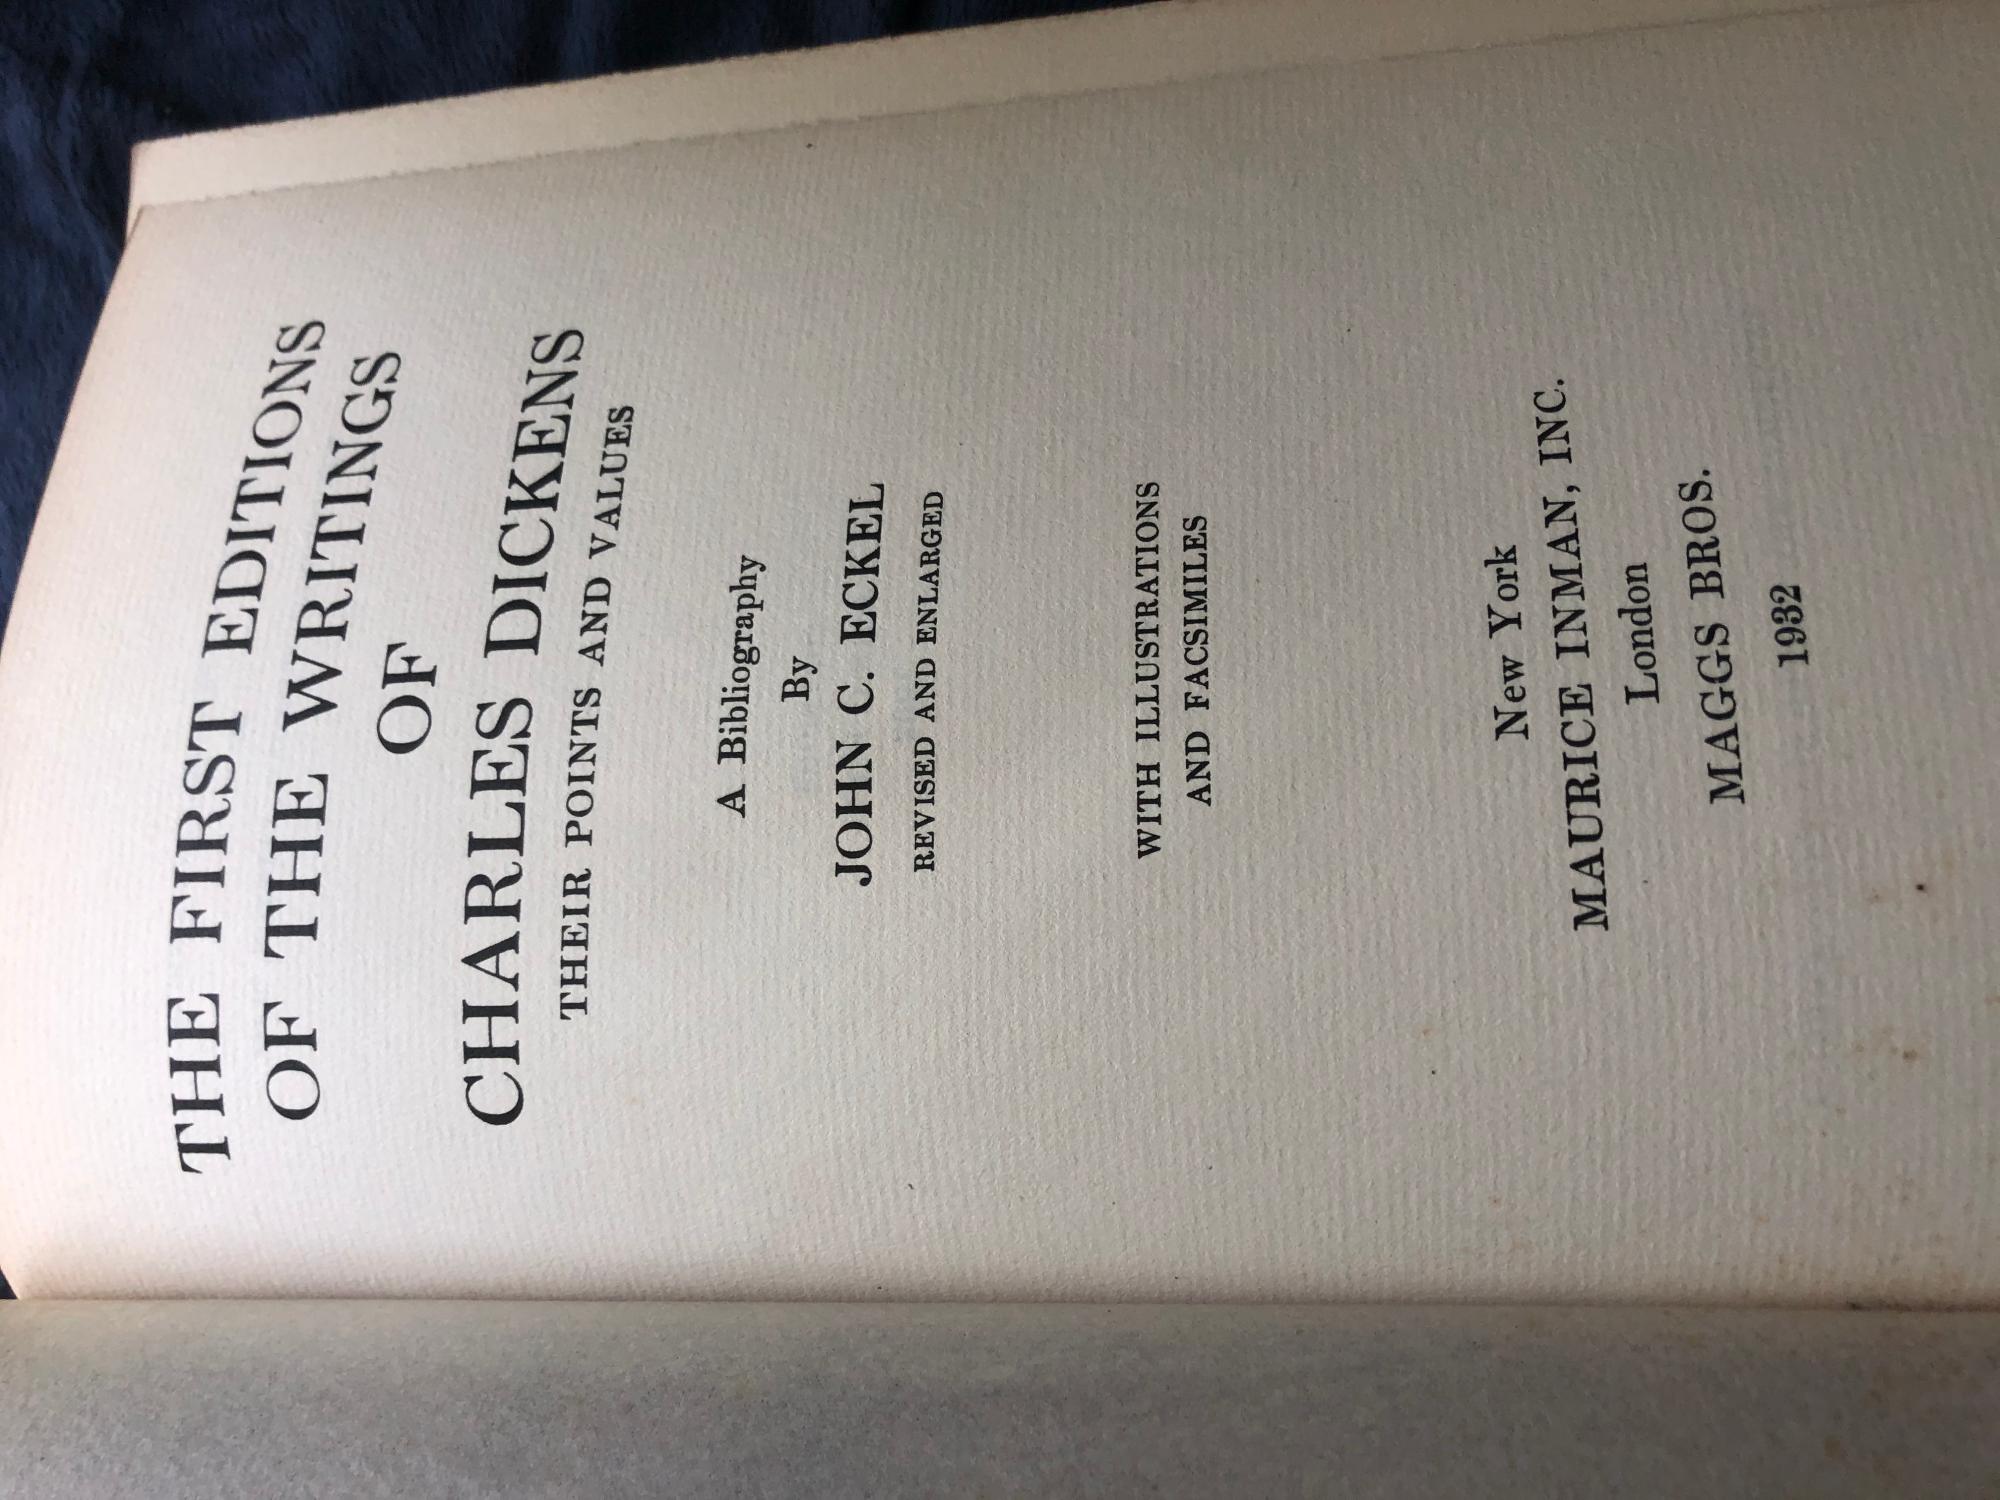 THE FIRST EDITIONS
OF THE WRITINGS
OF
CHARLES DICKENS
THEIR POINTS AND VALUES
A Bibliography
By
JOHN C. ECKEL
REVISED AND ENLARGED
WITH ILLUSTRATIONS
AND FACSIMILES
New York
MAURICE INMAN, INC.
London
MAGGS BROS.
1932